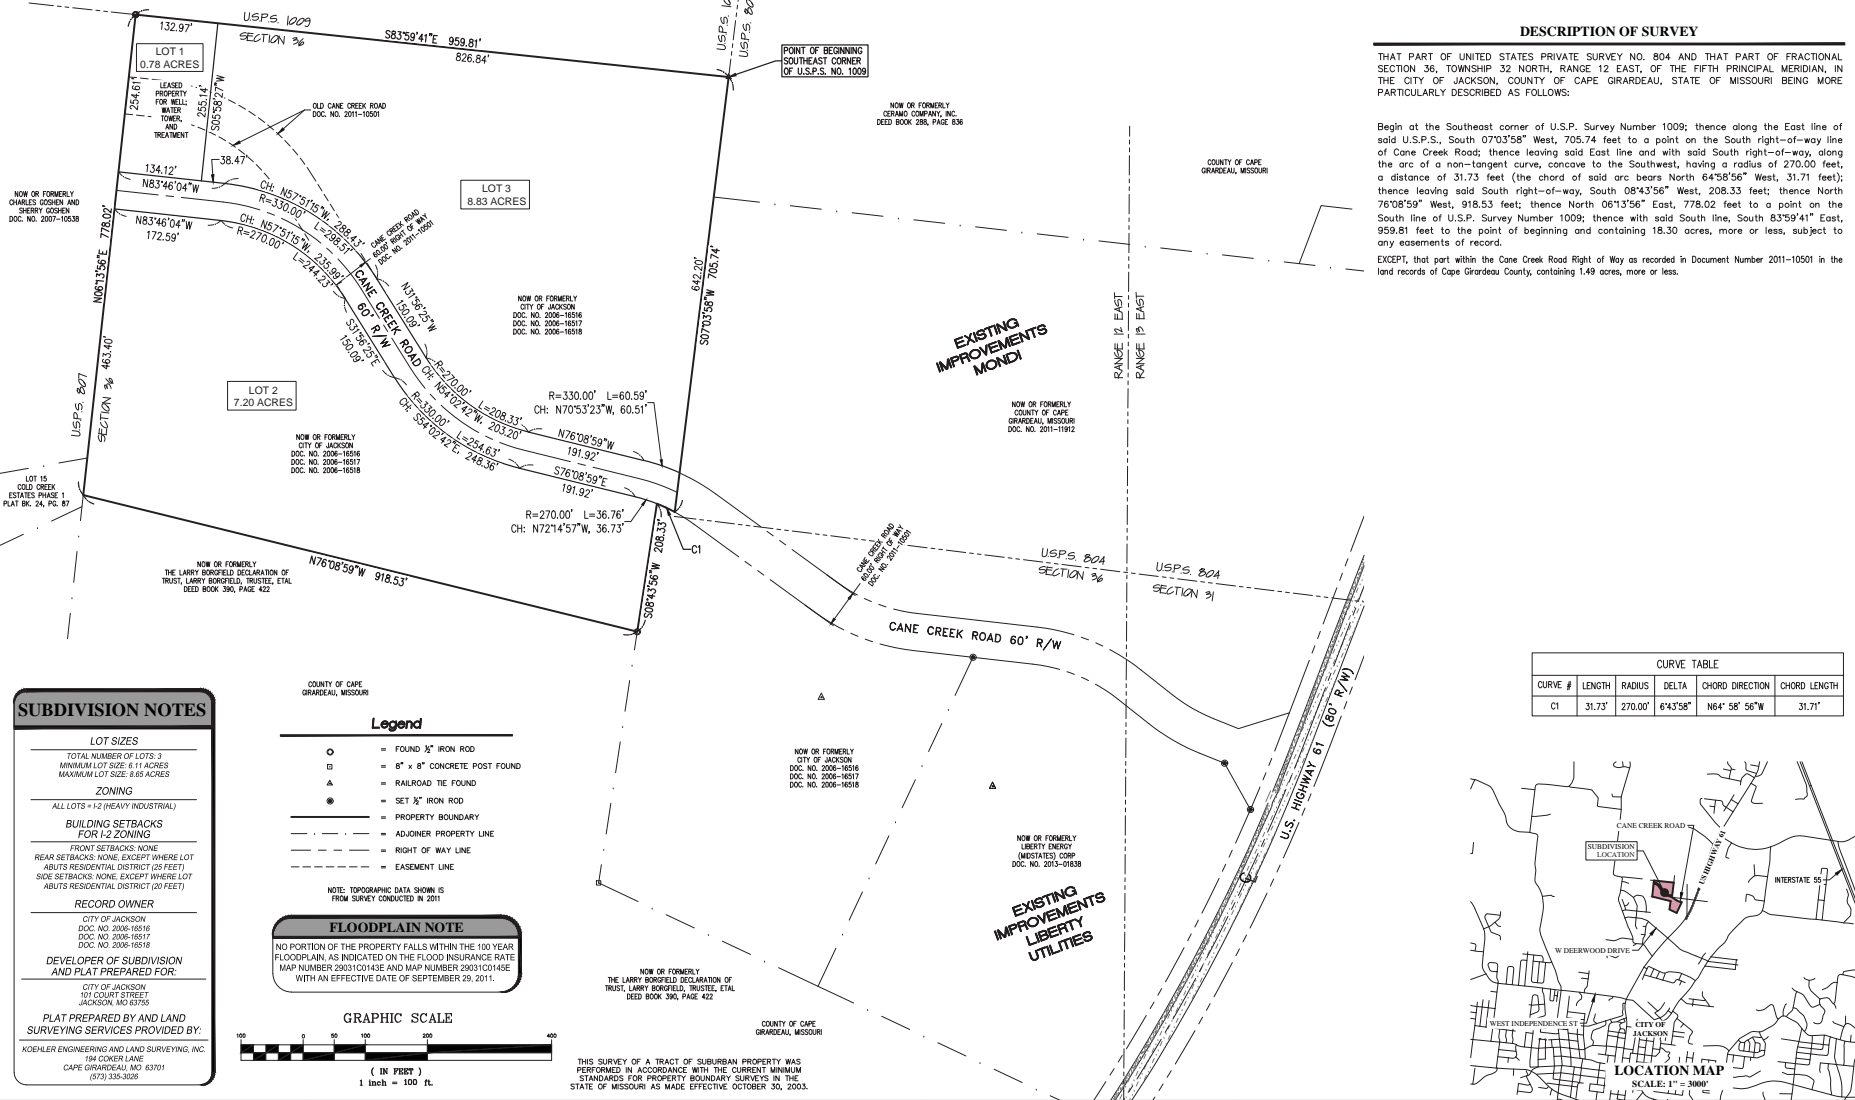 U.S.P.S. 1009
SECTION 36
132.97'
S83°59'41"E 959.81'
826.84'
U.S.P.S. 804
POINT OF BEGINNING
SOUTHEAST CORNER
OF U.S.P.S. NO. 1009
LOT 1
0.78 ACRES
254.61'
LEASED
PROPERTY
FOR WELL;
WATER
TOWER,
AND
TREATMENT
255.14'
S05°58'27"W
OLD CANE CREEK ROAD
DOC. NO. 2011-10501
38.47'
134.12'
N83°46'04"W
N83°46'04"W
172.59'
NOW OR FORMERLY
CHARLES GOSHEN AND
SHERRY GOSHEN
DOC. NO. 2007-10538
N06°13'56"E 778.02'
463.40'
U.S.P.S. 807
SECTION 36
CH: N57°51'15"W, 288.43'
R=330.00'
L=298.51'
CH: N57°51'15"W, 235.99'
R=270.00'
L=244.23'
CANE CREEK ROAD
60.00' RIGHT OF WAY
DOC. NO. 2011-10501
LOT 3
8.83 ACRES
N31°56'25"W
150.09'
S31°56'25"E
150.09'
CANE CREEK ROAD
60' R/W
NOW OR FORMERLY
CITY OF JACKSON
DOC. NO. 2006-16516
DOC. NO. 2006-16517
DOC. NO. 2006-16518
642.20'
S07°03'58"W 705.74'
LOT 2
7.20 ACRES
NOW OR FORMERLY
CITY OF JACKSON
DOC. NO. 2006-16516
DOC. NO. 2006-16517
DOC. NO. 2006-16518
R=270.00'
L=208.33'
CH: N54°02'42"W, 203.20'
R=330.00'
L=254.63'
CH: S54°02'42"E, 248.36'
R=330.00' L=60.59'
CH: N70°53'23"W, 60.51'
N76°08'59"W
191.92'
S76°08'59"E
191.92'
R=270.00' L=36.76'
CH: N72°14'57"W, 36.73'
C1
S08°43'56"W 208.33'
LOT 15
COLD CREEK
ESTATES PHASE 1
PLAT BK. 24, PG. 87
N76°08'59"W 918.53'
NOW OR FORMERLY
THE LARRY BORGFIELD DECLARATION OF
TRUST, LARRY BORGFIELD, TRUSTEE, ETAL
DEED BOOK 390, PAGE 422
NOW OR FORMERLY
CERAMO COMPANY, INC.
DEED BOOK 288, PAGE 836
COUNTY OF CAPE
GIRARDEAU, MISSOURI
EXISTING
IMPROVEMENTS
MONDI
RANGE 12 EAST
RANGE 13 EAST
NOW OR FORMERLY
COUNTY OF CAPE
GIRARDEAU, MISSOURI
DOC. NO. 2011-11912
CANE CREEK ROAD
60.00' RIGHT OF WAY
DOC. NO. 2011-10501
U.S.P.S. 804
SECTION 36
U.S.P.S. 804
SECTION 31
CANE CREEK ROAD 60' R/W
U.S. HIGHWAY 61 (80' R/W)
COUNTY OF CAPE
GIRARDEAU, MISSOURI
NOW OR FORMERLY
CITY OF JACKSON
DOC. NO. 2006-16516
DOC. NO. 2006-16517
DOC. NO. 2006-16518
NOW OR FORMERLY
LIBERTY ENERGY
(MIDSTATES) CORP
DOC. NO. 2013-01838
EXISTING
IMPROVEMENTS
LIBERTY
UTILITIES
NOW OR FORMERLY
THE LARRY BORGFIELD DECLARATION OF
TRUST, LARRY BORGFIELD, TRUSTEE, ETAL
DEED BOOK 390, PAGE 422
COUNTY OF CAPE
GIRARDEAU, MISSOURI
SUBDIVISION NOTES
LOT SIZES
TOTAL NUMBER OF LOTS: 3
MINIMUM LOT SIZE: 6.11 ACRES
MAXIMUM LOT SIZE: 8.65 ACRES
ZONING
ALL LOTS = I-2 (HEAVY INDUSTRIAL)
BUILDING SETBACKS
FOR I-2 ZONING
FRONT SETBACKS: NONE
REAR SETBACKS: NONE, EXCEPT WHERE LOT
ABUTS RESIDENTIAL DISTRICT (25 FEET)
SIDE SETBACKS: NONE, EXCEPT WHERE LOT
ABUTS RESIDENTIAL DISTRICT (20 FEET)
RECORD OWNER
CITY OF JACKSON
DOC. NO. 2006-16516
DOC. NO. 2006-16517
DOC. NO. 2006-16518
DEVELOPER OF SUBDIVISION
AND PLAT PREPARED FOR:
CITY OF JACKSON
101 COURT STREET
JACKSON, MO 63755
PLAT PREPARED BY AND LAND
SURVEYING SERVICES PROVIDED BY:
KOEHLER ENGINEERING AND LAND SURVEYING, INC.
194 COKER LANE
CAPE GIRARDEAU, MO 63701
(573) 335-3026
Legend
= FOUND ½" IRON ROD
= 8" x 8" CONCRETE POST FOUND
= RAILROAD TIE FOUND
= SET ½" IRON ROD
= PROPERTY BOUNDARY
= ADJOINER PROPERTY LINE
= RIGHT OF WAY LINE
= EASEMENT LINE
NOTE: TOPOGRAPHIC DATA SHOWN IS
FROM SURVEY CONDUCTED IN 2011
FLOODPLAIN NOTE
NO PORTION OF THE PROPERTY FALLS WITHIN THE 100 YEAR
FLOODPLAIN, AS INDICATED ON THE FLOOD INSURANCE RATE
MAP NUMBER 29031C0143E AND MAP NUMBER 29031C0145E
WITH AN EFFECTIVE DATE OF SEPTEMBER 29, 2011.
GRAPHIC SCALE
100 0 50 100 200 400
( IN FEET )
1 inch = 100 ft.
THIS SURVEY OF A TRACT OF SUBURBAN PROPERTY WAS
PERFORMED IN ACCORDANCE WITH THE CURRENT MINIMUM
STANDARDS FOR PROPERTY BOUNDARY SURVEYS IN THE
STATE OF MISSOURI AS MADE EFFECTIVE OCTOBER 30, 2003.
DESCRIPTION OF SURVEY
THAT PART OF UNITED STATES PRIVATE SURVEY NO. 804 AND THAT PART OF FRACTIONAL
SECTION 36, TOWNSHIP 32 NORTH, RANGE 12 EAST, OF THE FIFTH PRINCIPAL MERIDIAN, IN
THE CITY OF JACKSON, COUNTY OF CAPE GIRARDEAU, STATE OF MISSOURI BEING MORE
PARTICULARLY DESCRIBED AS FOLLOWS:
Begin at the Southeast corner of U.S.P. Survey Number 1009; thence along the East line of
said U.S.P.S., South 07°03'58" West, 705.74 feet to a point on the South right-of-way line
of Cane Creek Road; thence leaving said East line and with said South right-of-way, along
the arc of a non-tangent curve, concave to the Southwest, having a radius of 270.00 feet,
a distance of 31.73 feet (the chord of said arc bears North 64°58'56" West, 31.71 feet);
thence leaving said South right-of-way, South 08°43'56" West, 208.33 feet; thence North
76°08'59" West, 918.53 feet; thence North 06°13'56" East, 778.02 feet to a point on the
South line of U.S.P. Survey Number 1009; thence with said South line, South 83°59'41" East,
959.81 feet to the point of beginning and containing 18.30 acres, more or less, subject to
any easements of record.
EXCEPT, that part within the Cane Creek Road Right of Way as recorded in Document Number 2011-10501 in the
land records of Cape Girardeau County, containing 1.49 acres, more or less.
CURVE TABLE
CURVE # LENGTH RADIUS DELTA CHORD DIRECTION CHORD LENGTH
C1 31.73' 270.00' 6°43'58" N64° 58' 56"W 31.71'
CANE CREEK ROAD
SUBDIVISION
LOCATION
US HIGHWAY 61
INTERSTATE 55
W DEERWOOD DRIVE
WEST INDEPENDENCE ST
CITY OF
JACKSON
LOCATION MAP
SCALE: 1" = 3000'